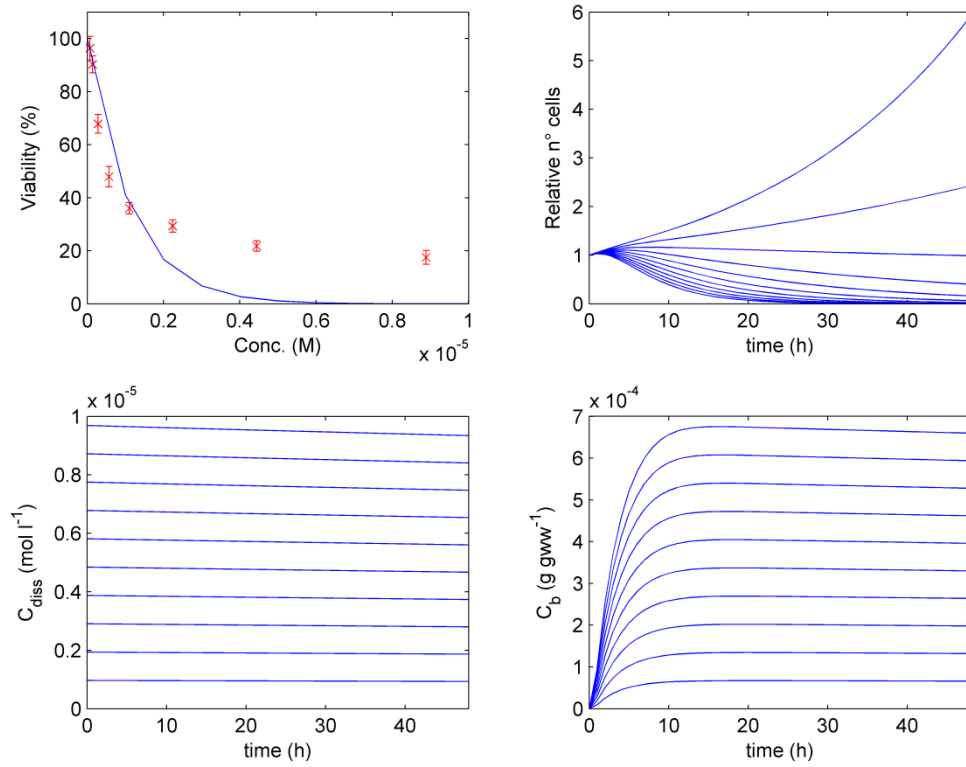 100
80
60
40
20
0
Viability (%)
0 0.2 0.4 0.6 0.8 1
Conc. (M)
x 10⁻⁵
6
5
4
3
2
1
0
Relative n° cells
0 10 20 30 40
time (h)
x 10⁻⁵
1
0.8
0.6
0.4
0.2
0
C_diss (mol l⁻¹)
0 10 20 30 40
time (h)
x 10⁻⁴
7
6
5
4
3
2
1
0
C_b (g gww⁻¹)
0 10 20 30 40
time (h)